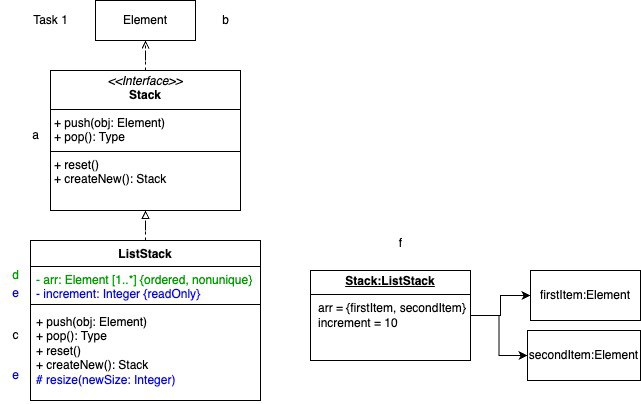 Task 1
Element
b
<<Interface>>
Stack
a
+ push(obj: Element)
+ pop(): Type
+ reset()
+ createNew(): Stack
ListStack
d
- arr: Element [1..*] {ordered, nonunique}
e
- increment: Integer {readOnly}
c
+ push(obj: Element)
+ pop(): Type
+ reset()
+ createNew(): Stack
e
# resize(newSize: Integer)
f
Stack:ListStack
arr = {firstItem, secondItem}
increment = 10
firstItem:Element
secondItem:Element